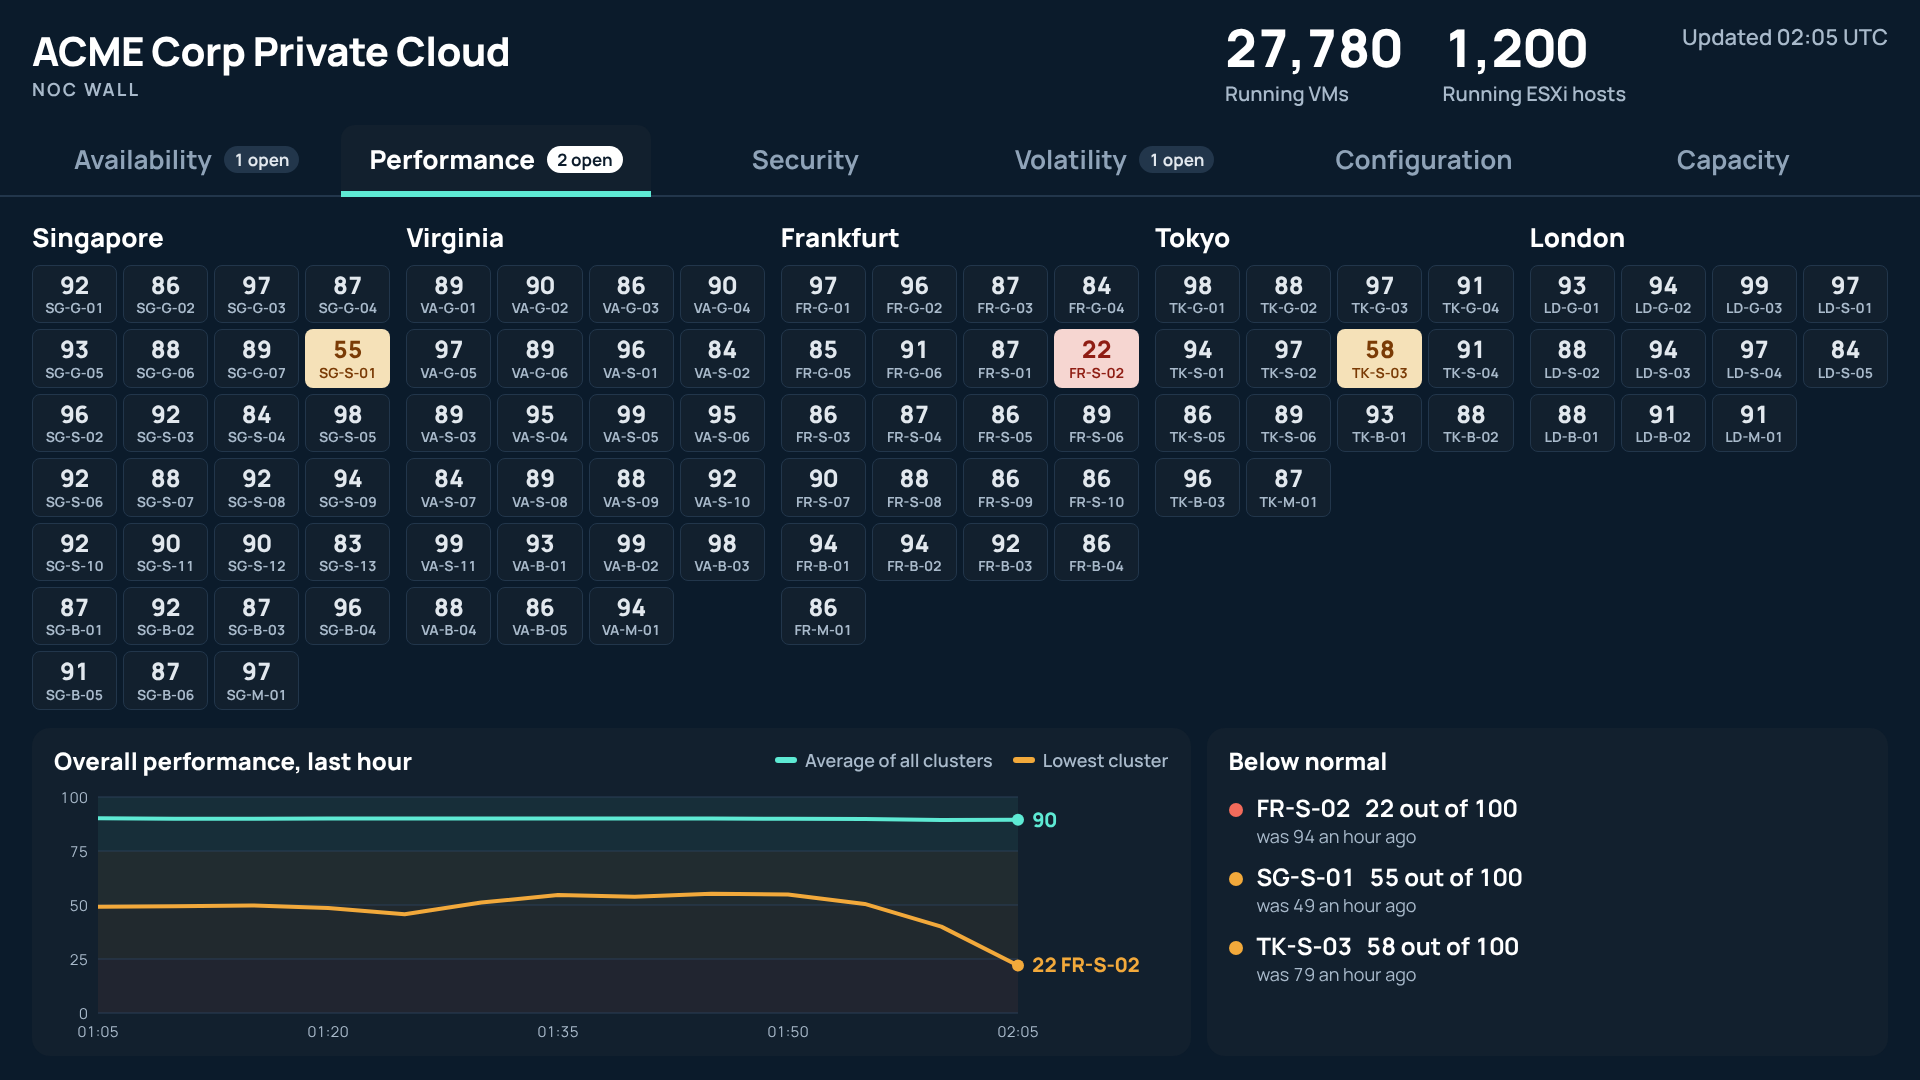 ACME Corp Private Cloud
NOC WALL
27,780
Running VMs
1,200
Running ESXi hosts
Updated 02:05 UTC
Availability 1 open
Performance 2 open
Security
Volatility 1 open
Configuration
Capacity
Singapore
92 86 97 87
SG-G-01 SG-G-02 SG-G-03 SG-G-04
93 88 89 55
SG-G-05 SG-G-06 SG-G-07 SG-S-01
96 92 84 98
SG-S-02 SG-S-03 SG-S-04 SG-S-05
92 88 92 94
SG-S-06 SG-S-07 SG-S-08 SG-S-09
92 90 90 83
SG-S-10 SG-S-11 SG-S-12 SG-S-13
87 92 87 96
SG-B-01 SG-B-02 SG-B-03 SG-B-04
91 87 97
SG-B-05 SG-B-06 SG-M-01
Virginia
89 90 86 90
VA-G-01 VA-G-02 VA-G-03 VA-G-04
97 89 96 84
VA-G-05 VA-G-06 VA-S-01 VA-S-02
89 95 99 95
VA-S-03 VA-S-04 VA-S-05 VA-S-06
84 89 88 92
VA-S-07 VA-S-08 VA-S-09 VA-S-10
99 93 99 98
VA-S-11 VA-B-01 VA-B-02 VA-B-03
88 86 94
VA-B-04 VA-B-05 VA-M-01
Frankfurt
97 96 87 84
FR-G-01 FR-G-02 FR-G-03 FR-G-04
85 91 87 22
FR-G-05 FR-G-06 FR-S-01 FR-S-02
86 87 86 89
FR-S-03 FR-S-04 FR-S-05 FR-S-06
90 88 86 86
FR-S-07 FR-S-08 FR-S-09 FR-S-10
94 94 92 86
FR-B-01 FR-B-02 FR-B-03 FR-B-04
86
FR-M-01
Tokyo
98 88 97 91
TK-G-01 TK-G-02 TK-G-03 TK-G-04
94 97 58 91
TK-S-01 TK-S-02 TK-S-03 TK-S-04
86 89 93 88
TK-S-05 TK-S-06 TK-B-01 TK-B-02
96 87
TK-B-03 TK-M-01
London
93 94 99 97
LD-G-01 LD-G-02 LD-G-03 LD-S-01
88 94 97 84
LD-S-02 LD-S-03 LD-S-04 LD-S-05
88 91 91
LD-B-01 LD-B-02 LD-M-01
Overall performance, last hour
Average of all clusters
Lowest cluster
100
75
50
25
0
90
22 FR-S-02
01:05 01:20 01:35 01:50 02:05
Below normal
FR-S-02 22 out of 100
was 94 an hour ago
SG-S-01 55 out of 100
was 49 an hour ago
TK-S-03 58 out of 100
was 79 an hour ago